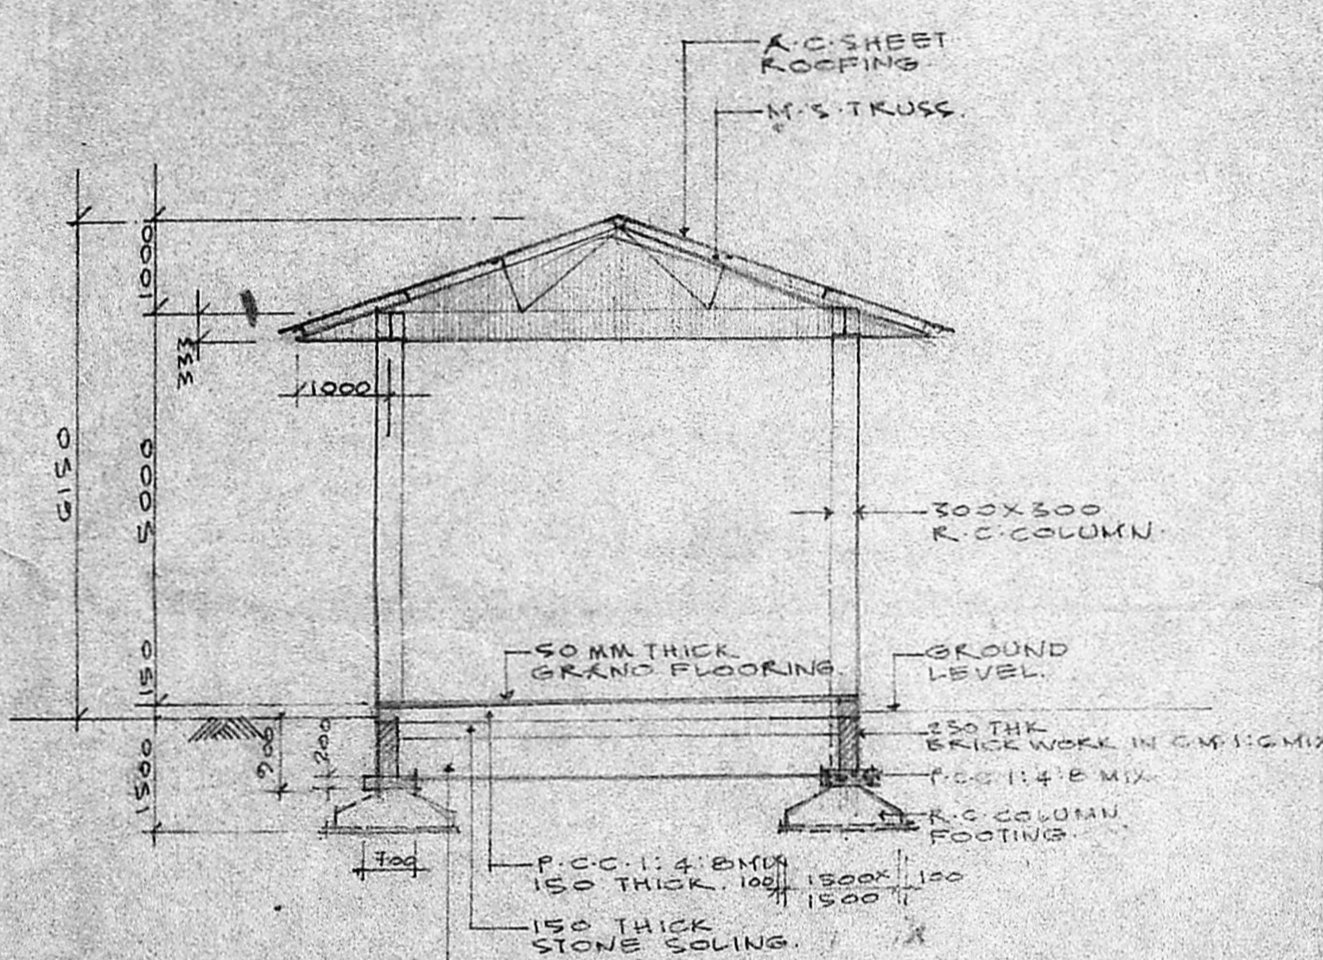 A.C.SHEET
ROOFING.
M.S.TRUSS.
1000
333
1000
6150
5000
300X300
R.C.COLUMN.
50 MM THICK
GRANO FLOORING.
GROUND
LEVEL.
150
230 THK
BRICK WORK IN C.M.1:6 MIX
900
200
P.C.C.1:4:8 MIX
1500
R.C.COLUMN
FOOTING.
700
P.C.C.1:4:8 MIX
150 THICK.
100
1500X
1500
100
150 THICK
STONE SOLING.